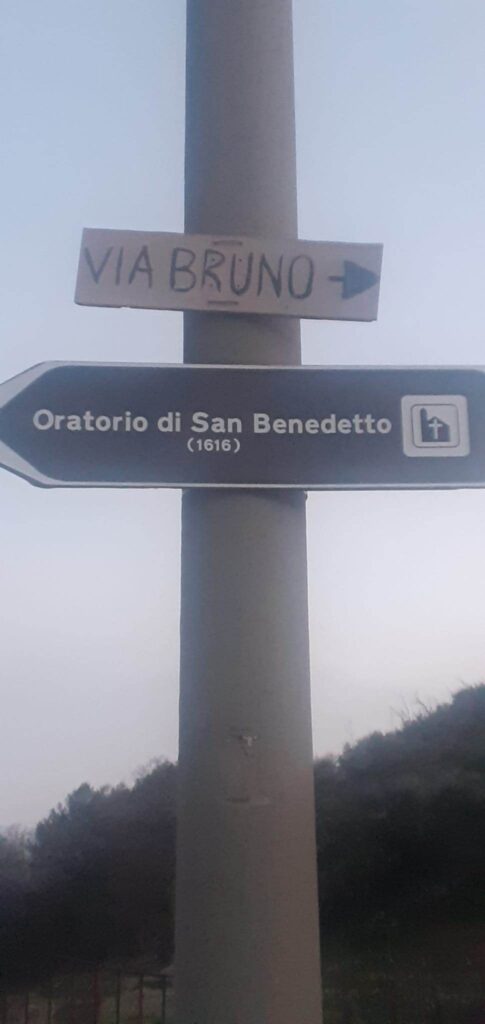 VIA BRUNO
Oratorio di San Benedetto
(1616)